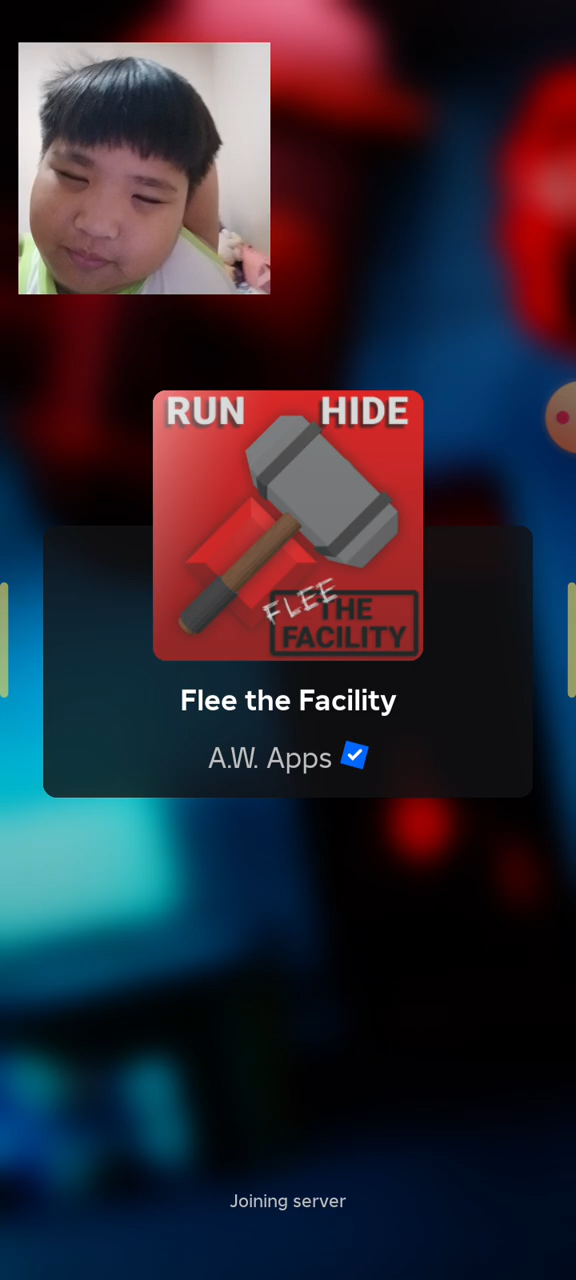 RUN HIDE
FLEE
THE
FACILITY
Flee the Facility
A.W. Apps
Joining server